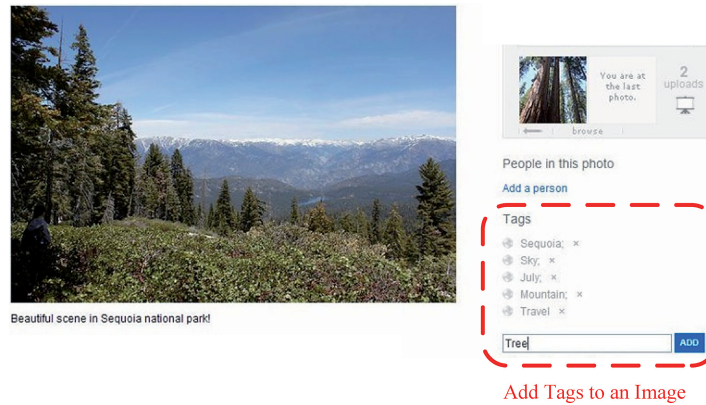 Beautiful scene in Sequoia national park!
You are at
the last
photo.
2
uploads
browse
People in this photo
Add a person
Tags
Sequoia; ×
Sky; ×
July; ×
Mountain; ×
Travel ×
Tree
ADD
Add Tags to an Image